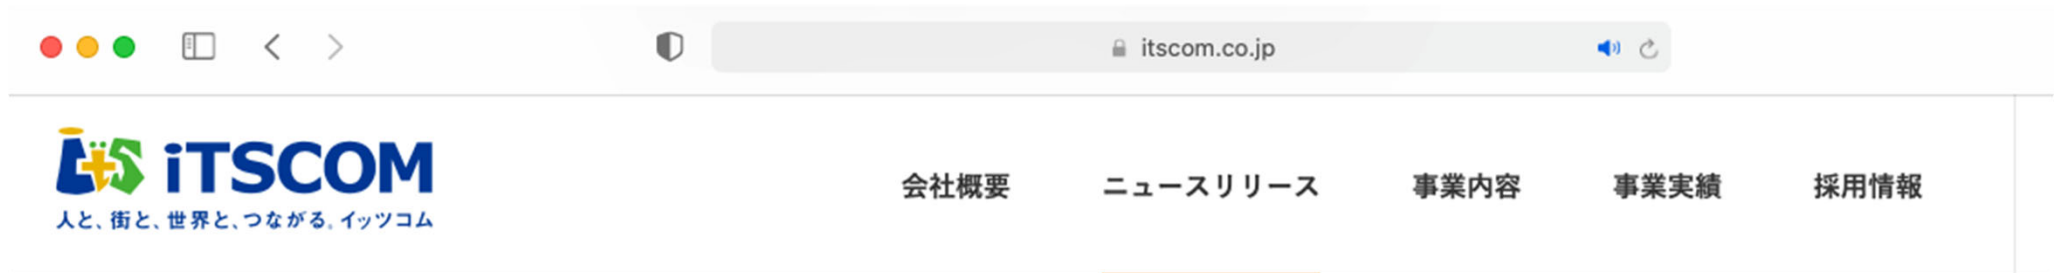 itscom.co.jp
iTSCOM
人と、街と、世界と、つながる。イッツコム
会社概要 ニュースリリース 事業内容 事業実績 採用情報